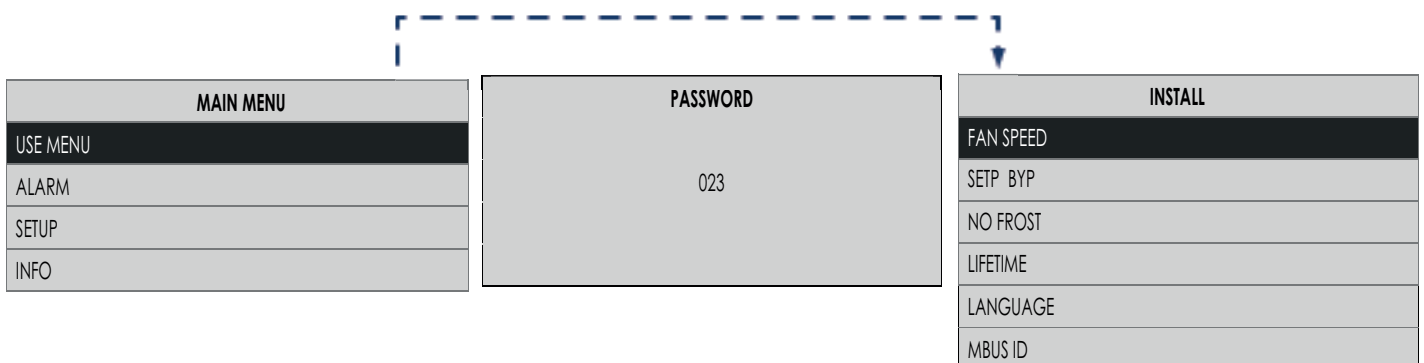 MAIN MENU
USE MENU
ALARM
SETUP
INFO
PASSWORD
023
INSTALL
FAN SPEED
SETP BYP
NO FROST
LIFETIME
LANGUAGE
MBUS ID